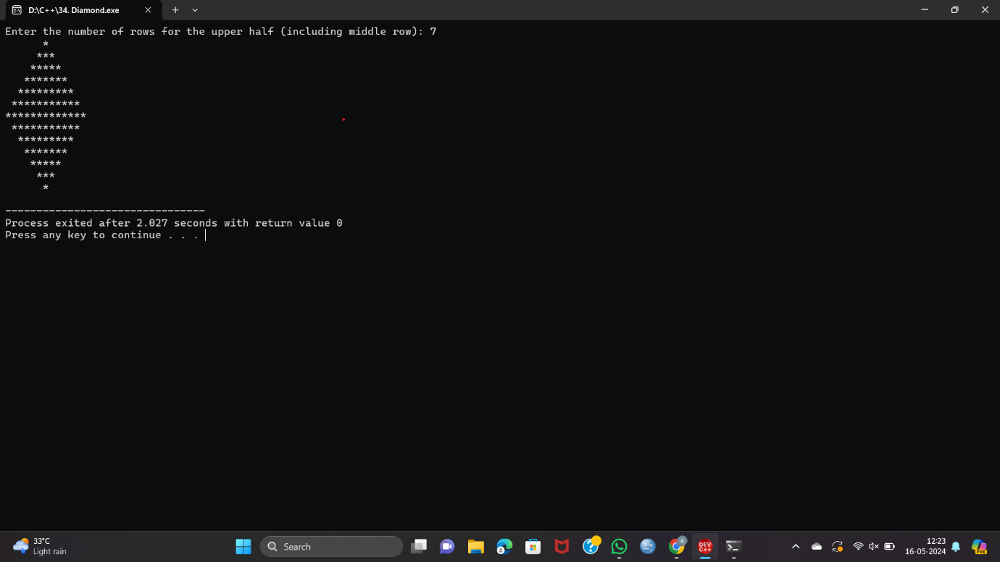 D:\C++\34. Diamond.exe
Enter the number of rows for the upper half (including middle row): 7
      *
     ***
    *****
   *******
  *********
 ***********
*************
 ***********
  *********
   *******
    *****
     ***
      *
--------------------------------
Process exited after 2.027 seconds with return value 0
Press any key to continue . . .
33°C
Light rain
Search
A
DEV
C++
12:23
16-05-2024
PRE